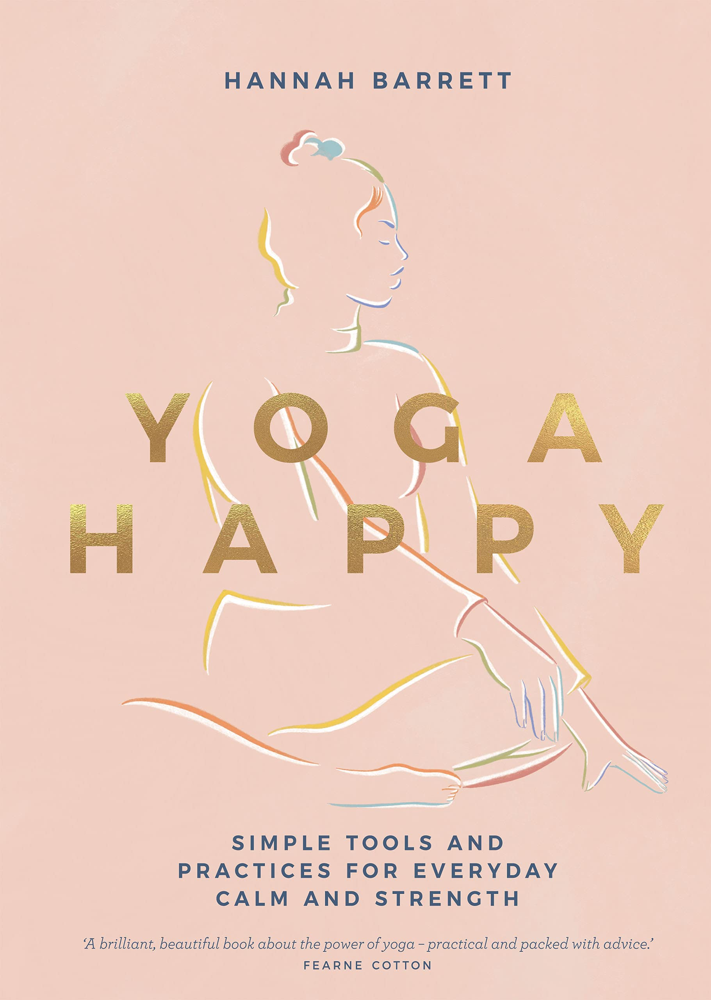 HANNAH BARRETT
YOGA
HAPPY
SIMPLE TOOLS AND
PRACTICES FOR EVERYDAY
CALM AND STRENGTH
‘A brilliant, beautiful book about the power of yoga – practical and packed with advice.’
FEARNE COTTON